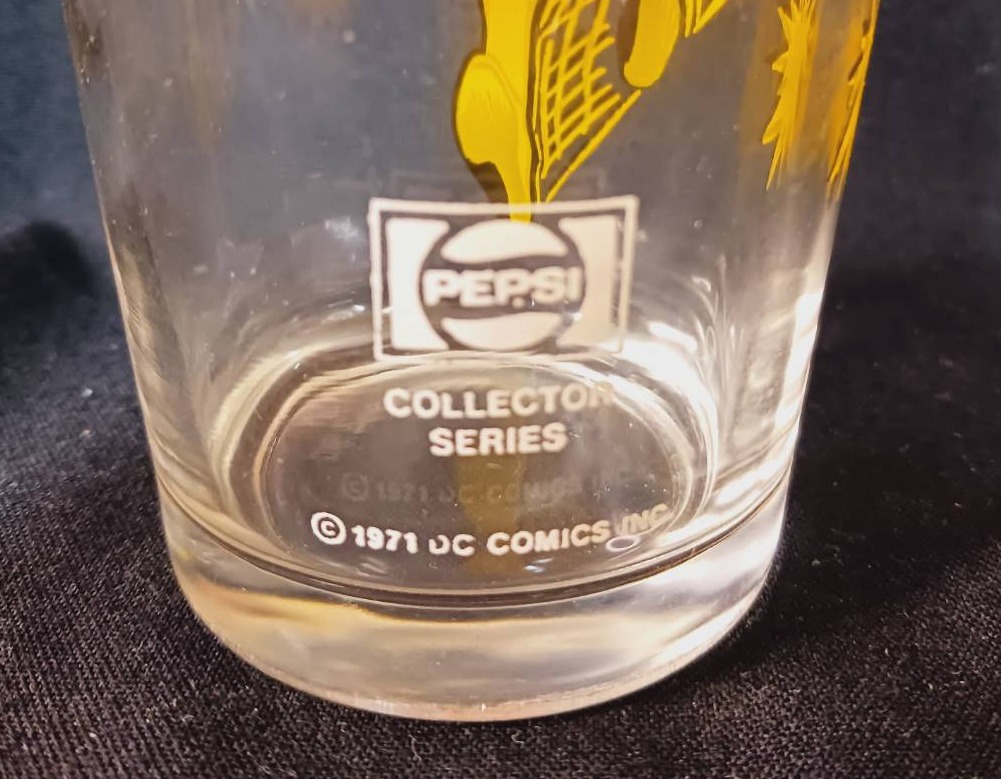 PEPSI
COLLECTOR
SERIES
© 1971 DC COMICS INC